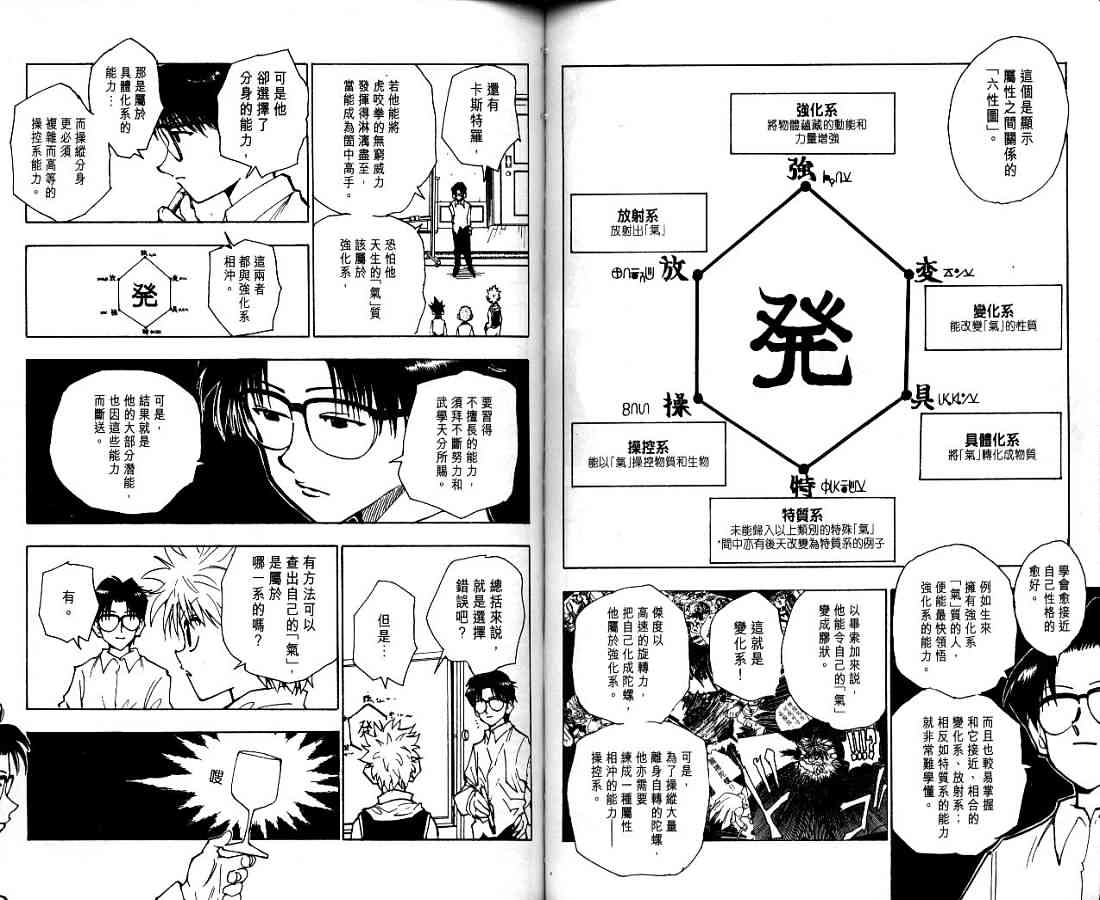 這個是顯示
屬性之間關係的
「六性圖」。
強化系
將物體蘊藏的動能和
力量增強
強
放射系
放射出「氣」
放
変
變化系
能改變「氣」的性質
発
操
具
操控系
能以「氣」操控物質和生物
具體化系
將「氣」轉化成物質
特
特質系
未能歸入以上類別的特殊「氣」
*間中亦有後天改變為特質系的例子
學會愈接近
自己性格的
愈好。
例如生來
擁有強化系
「氣」質的人，
便能最快領悟
強化系的能力。
而且也較易掌握
和它接近，相合的
變化系、放射系；
相反如特質系的能力
就非常難學懂。
以畢索加來說，
他能令自己的「氣」
變成膠狀。
這就是
變化系！
傑度以
高速的旋轉力，
把自己化成陀螺，
他屬於強化系。
可是，
為了操縱大量
離身自轉的陀螺，
他亦需要
練成一種屬性
相沖的能力——
操控系。
還有
卡斯特羅，
若他能將
虎咬拳的無窮威力
發揮得淋漓盡至，
當能成為箇中高手。
恐怕他
天生的「氣」質
該屬於
強化系，
可是他
卻選擇了
分身的能力，
那是屬於
具體化系的
能力…
而操縱分身
更必須
複雜而高等的
操控系能力。
這兩者
都與強化系
相沖。
強
放
変
発
操
具
特
要習得
不擅長的能力，
須拜不斷努力和
武學天分所賜。
可是，
結果就是
他的大部分潛能，
也因這些能力
而斷送。
總括來說
就是選擇
錯誤吧？
但是…
発
有方法可以
查出自己的「氣」，
是屬於
哪一系的嗎？
有。
嗖